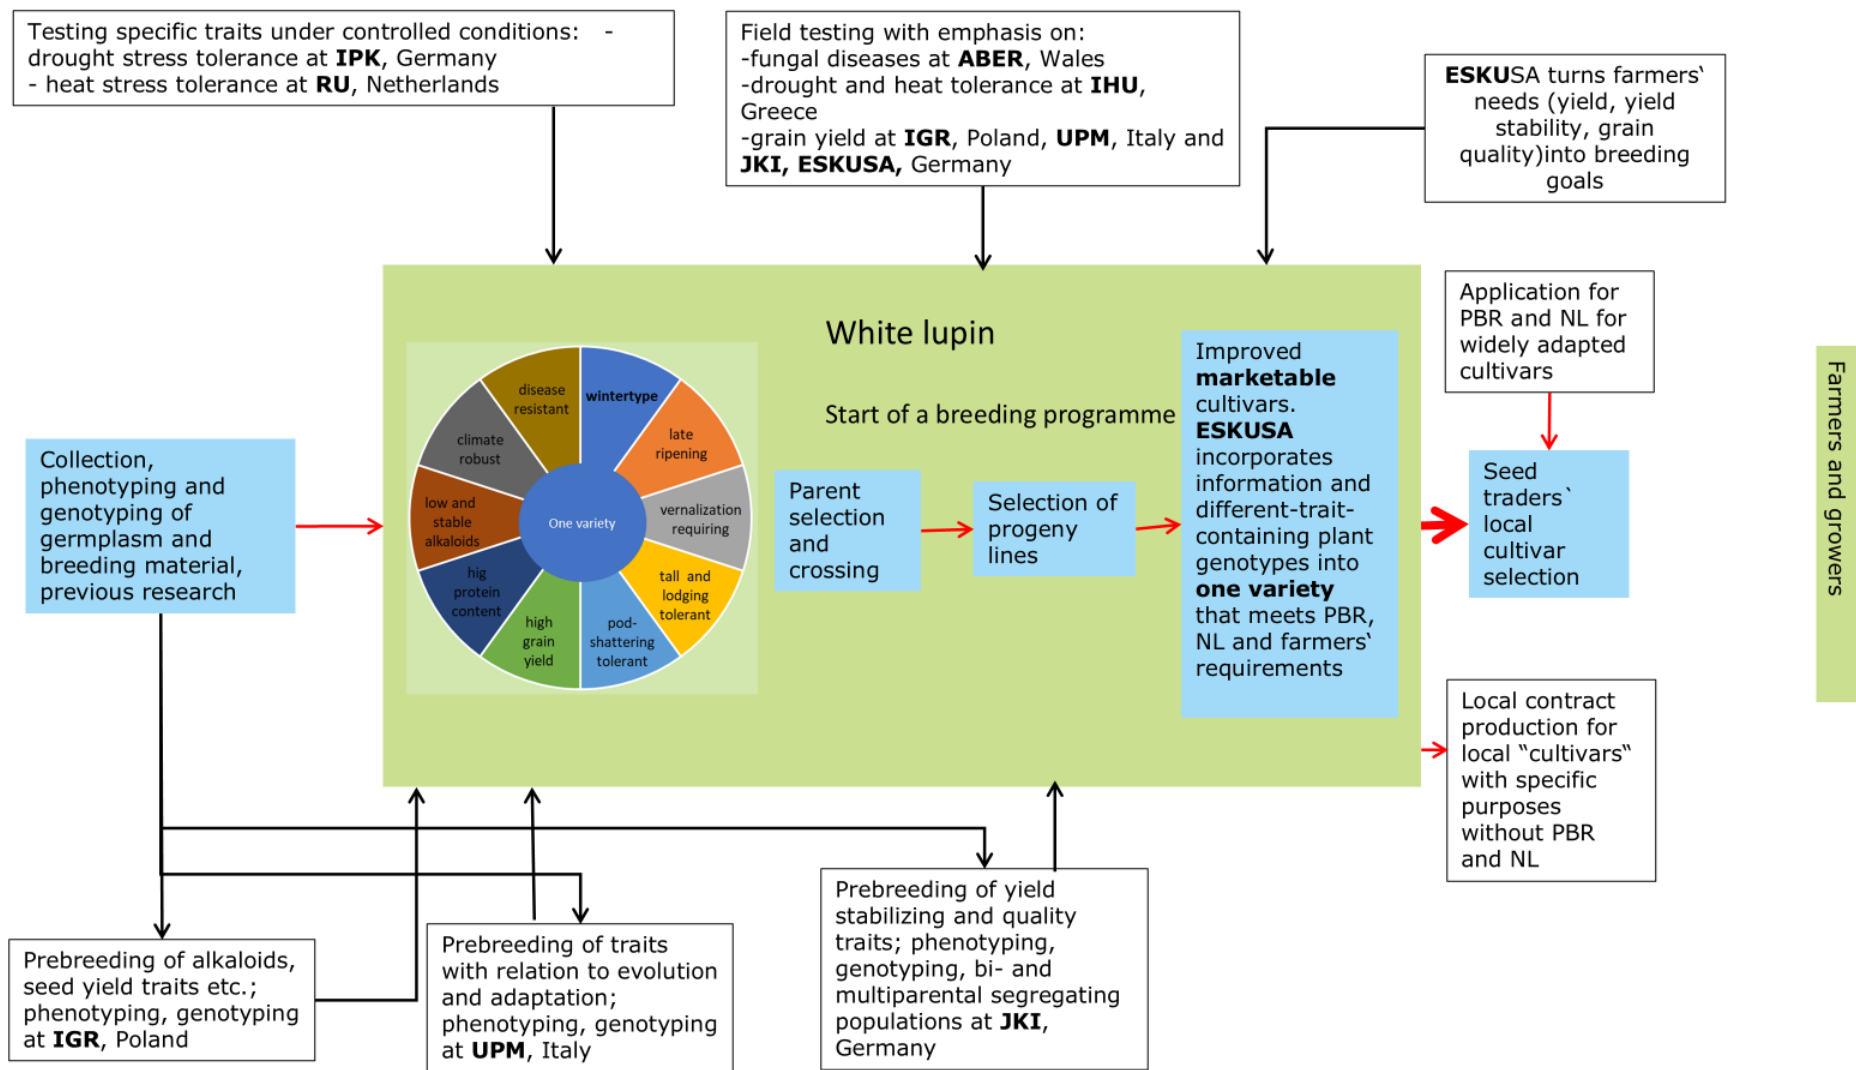 Testing specific traits under controlled conditions:   -
drought stress tolerance at IPK, Germany
- heat stress tolerance at RU, Netherlands
Field testing with emphasis on:
-fungal diseases at ABER, Wales
-drought and heat tolerance at IHU,
Greece
-grain yield at IGR, Poland, UPM, Italy and
JKI, ESKUSA, Germany
ESKUSA turns farmers‘
needs (yield, yield
stability, grain
quality)into breeding
goals
Collection,
phenotyping and
genotyping of
germplasm and
breeding material,
previous research
White lupin
Start of a breeding programme
disease
resistant
wintertype
late
ripening
vernalization
requiring
tall and
lodging
tolerant
pod-
shattering
tolerant
high
grain
yield
hig
protein
content
low and
stable
alkaloids
climate
robust
One variety
Parent
selection
and
crossing
Selection of
progeny
lines
Improved
marketable
cultivars.
ESKUSA
incorporates
information and
different-trait-
containing plant
genotypes into
one variety
that meets PBR,
NL and farmers‘
requirements
Application for
PBR and NL for
widely adapted
cultivars
Seed
traders`
local
cultivar
selection
Local contract
production for
local “cultivars“
with specific
purposes
without PBR
and NL
Farmers and growers
Prebreeding of alkaloids,
seed yield traits etc.;
phenotyping, genotyping
at IGR, Poland
Prebreeding of traits
with relation to evolution
and adaptation;
phenotyping, genotyping
at UPM, Italy
Prebreeding of yield
stabilizing and quality
traits; phenotyping,
genotyping, bi- and
multiparental segregating
populations at JKI,
Germany